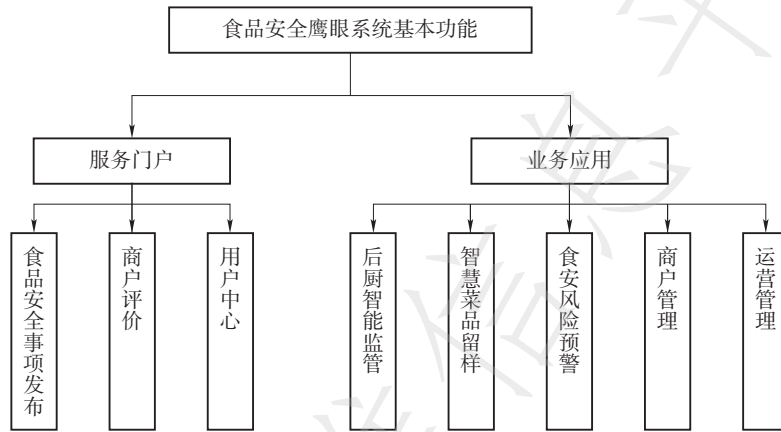 食品安全鹰眼系统基本功能
服务门户
业务应用
食品安全事项发布
商户评价
用户中心
后厨智能监管
智慧菜品留样
食安风险预警
商户管理
运营管理